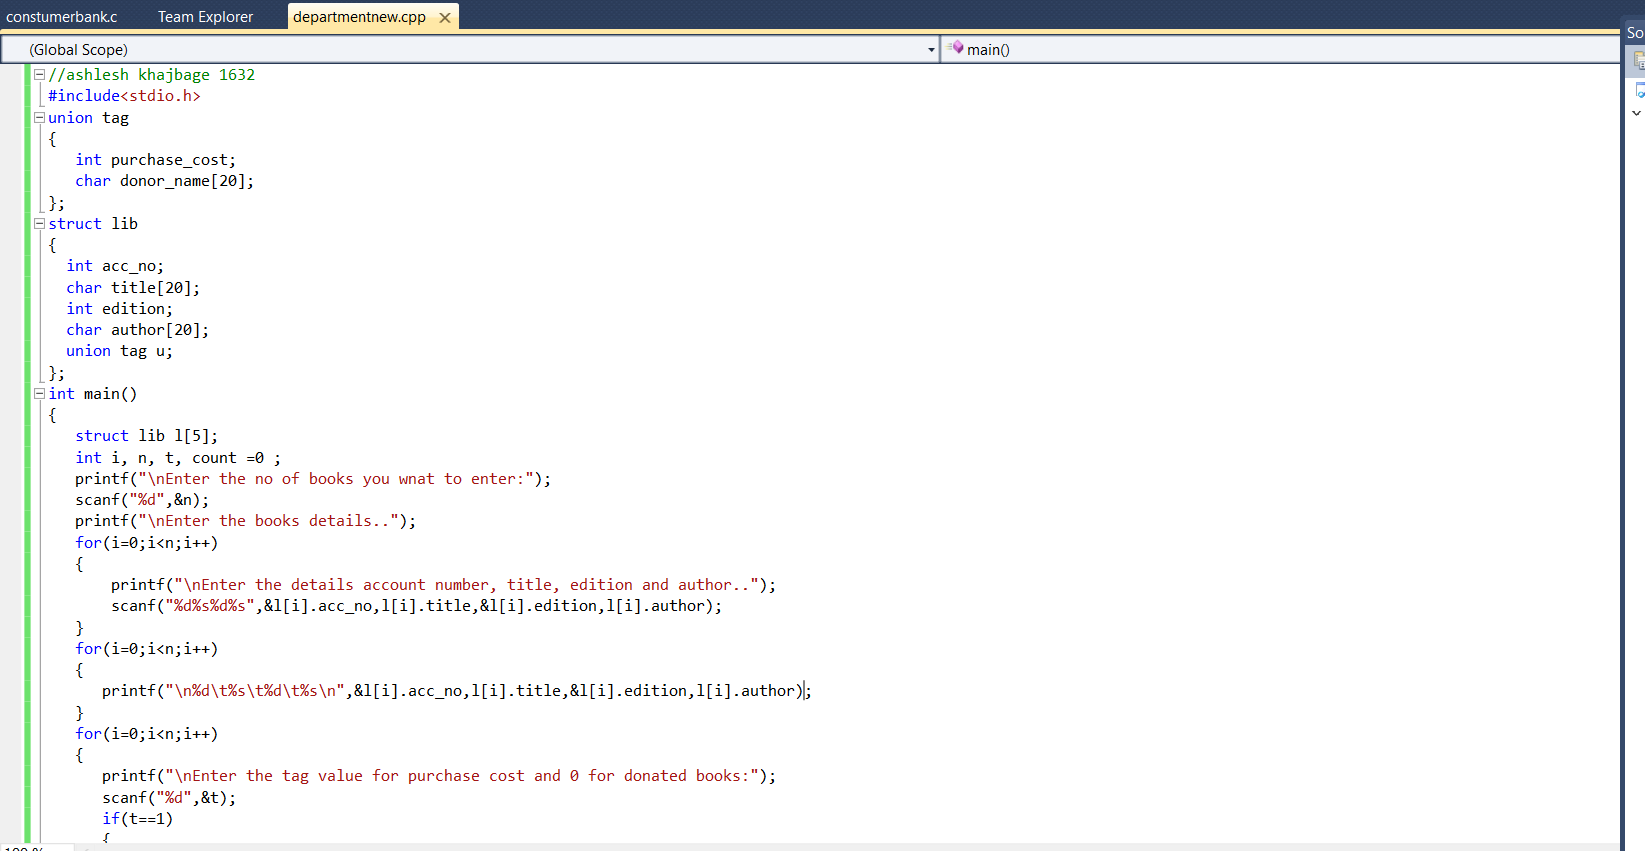 constumerbank.c Team Explorer departmentnew.cpp
So
(Global Scope) main()
//ashlesh khajbage 1632
#include<stdio.h>
union tag
{
int purchase_cost;
char donor_name[20];
};
struct lib
{
int acc_no;
char title[20];
int edition;
char author[20];
union tag u;
};
int main()
{
struct lib l[5];
int i, n, t, count =0 ;
printf("\nEnter the no of books you wnat to enter:");
scanf("%d",&n);
printf("\nEnter the books details..");
for(i=0;i<n;i++)
{
printf("\nEnter the details account number, title, edition and author..");
scanf("%d%s%d%s",&l[i].acc_no,l[i].title,&l[i].edition,l[i].author);
}
for(i=0;i<n;i++)
{
printf("\n%d\t%s\t%d\t%s\n",&l[i].acc_no,l[i].title,&l[i].edition,l[i].author);
}
for(i=0;i<n;i++)
{
printf("\nEnter the tag value for purchase cost and 0 for donated books:");
scanf("%d",&t);
if(t==1)
{